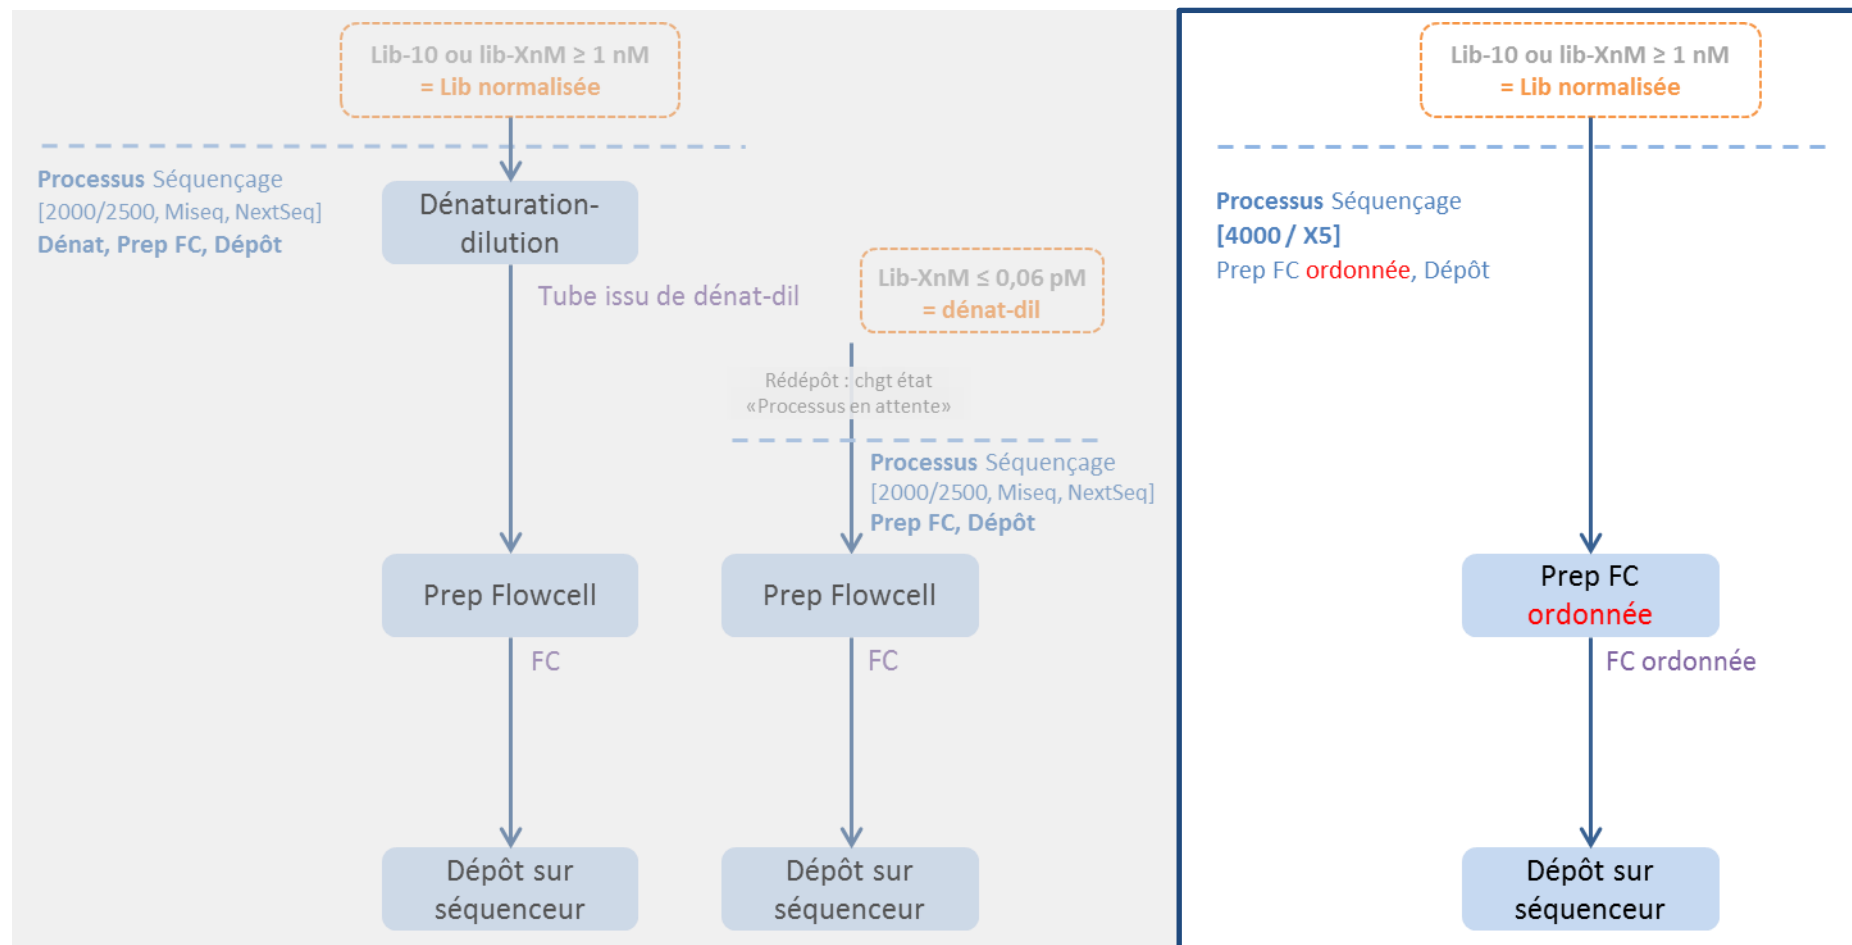 Lib-10 ou lib-XnM ≥ 1 nM
= Lib normalisée
Processus Séquençage
[2000/2500, Miseq, NextSeq]
Dénat, Prep FC, Dépôt
Dénaturation-
dilution
Tube issu de dénat-dil
Lib-XnM ≤ 0,06 pM
= dénat-dil
Rédépôt : chgt état
«Processus en attente»
Processus Séquençage
[2000/2500, Miseq, NextSeq]
Prep FC, Dépôt
Prep Flowcell
Prep Flowcell
FC
FC
Dépôt sur
séquenceur
Dépôt sur
séquenceur
Lib-10 ou lib-XnM ≥ 1 nM
= Lib normalisée
Processus Séquençage
[4000 / X5]
Prep FC ordonnée, Dépôt
Prep FC
ordonnée
FC ordonnée
Dépôt sur
séquenceur